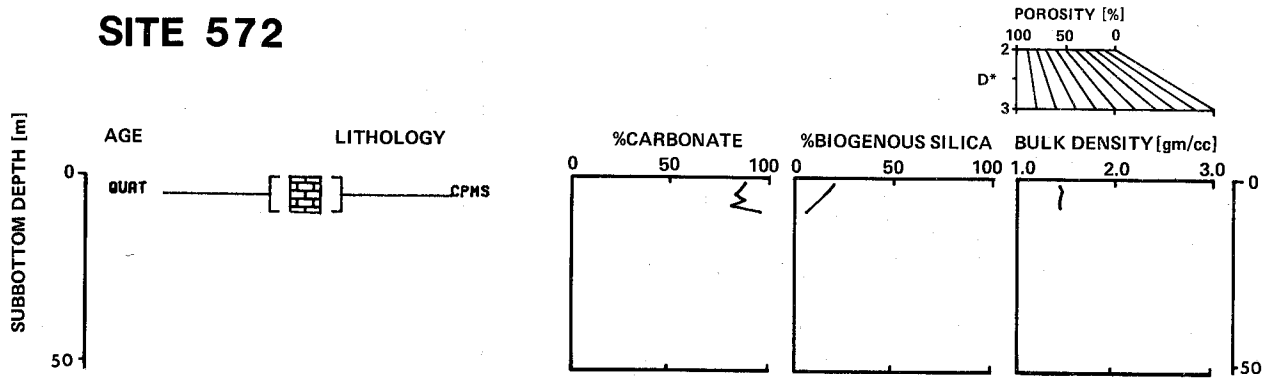 SITE 572
POROSITY [%]
100 50 0
2
D*
3
AGE
LITHOLOGY
%CARBONATE
%BIOGENOUS SILICA
BULK DENSITY [gm/cc]
0 50 100
0 50 100
1.0 2.0 3.0
SUBBOTTOM DEPTH [m]
0
QUAT
CPMS
0
50
50